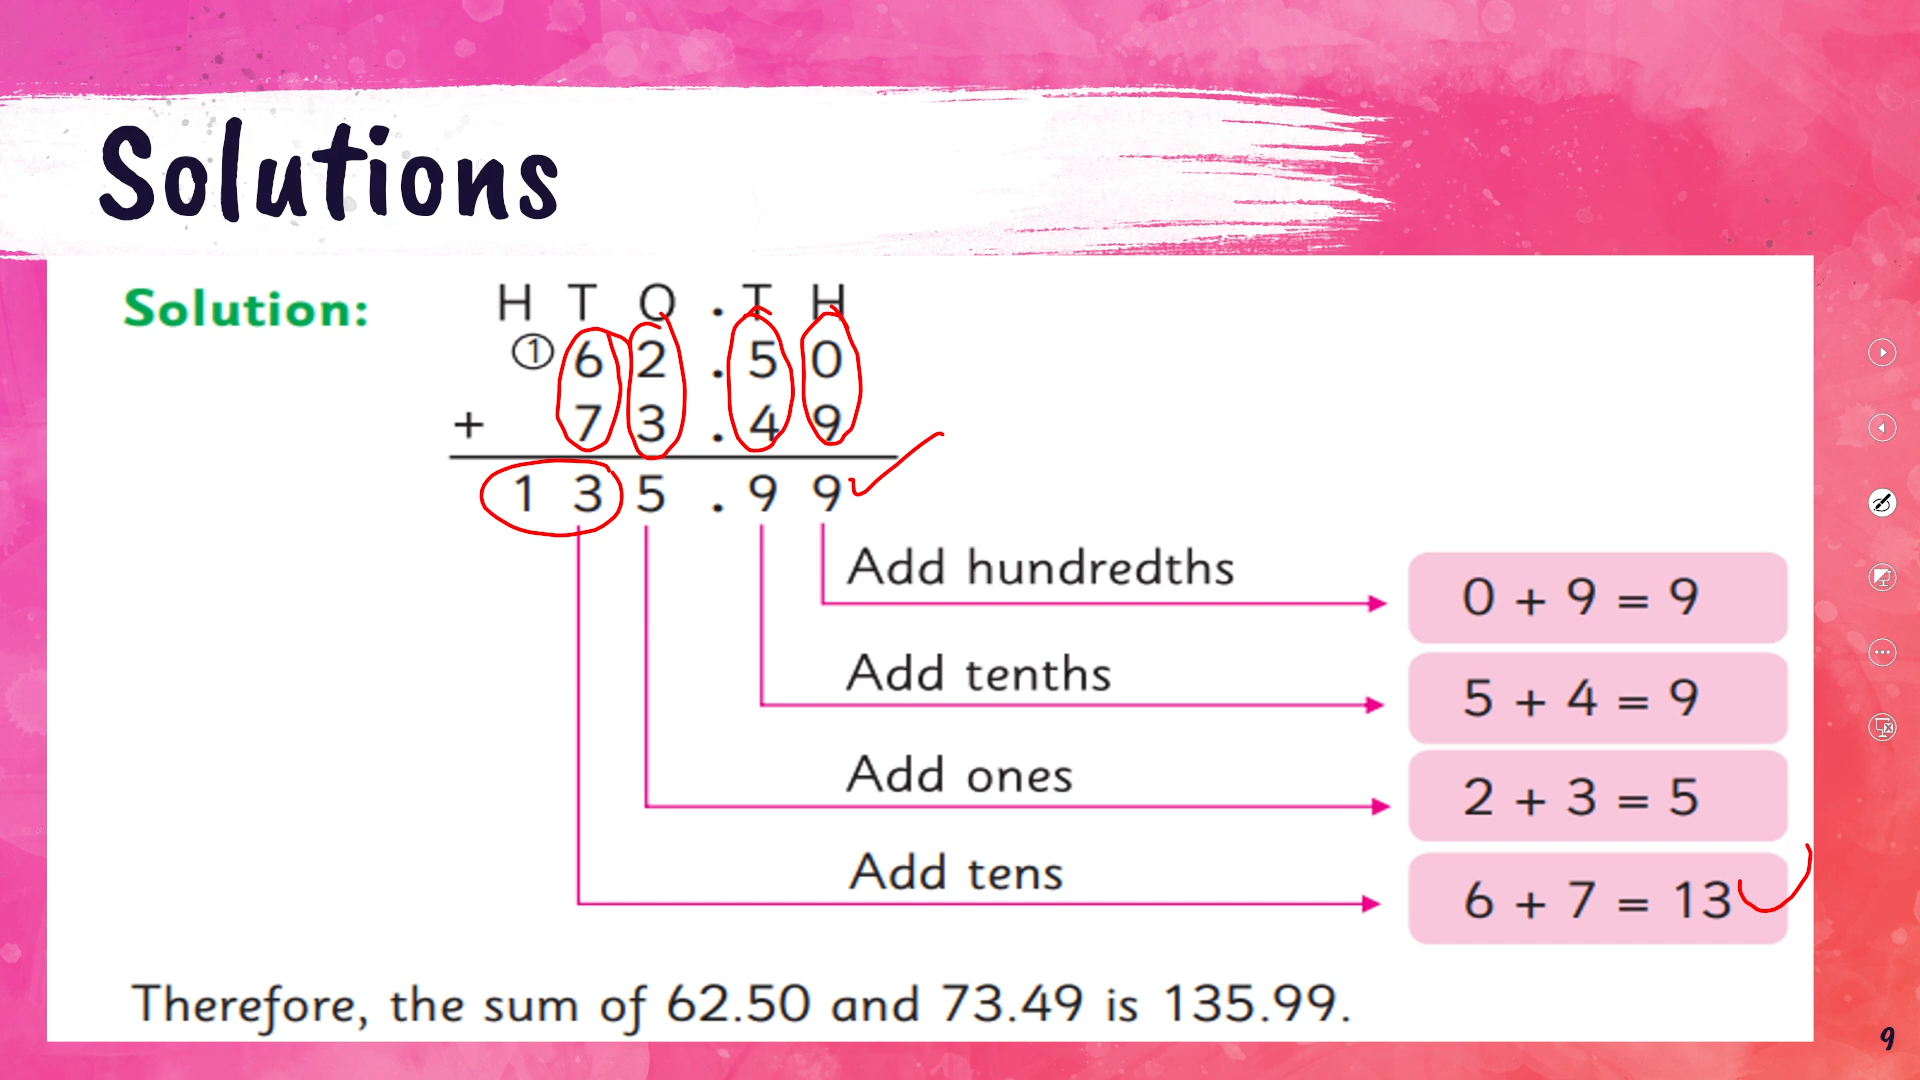 Solutions
Solution:
H T O . T H
① 6 2 . 5 0
+ 7 3 . 4 9
1 3 5 . 9 9
Add hundredths 0 + 9 = 9
Add tenths 5 + 4 = 9
Add ones 2 + 3 = 5
Add tens 6 + 7 = 13
Therefore, the sum of 62.50 and 73.49 is 135.99.
9